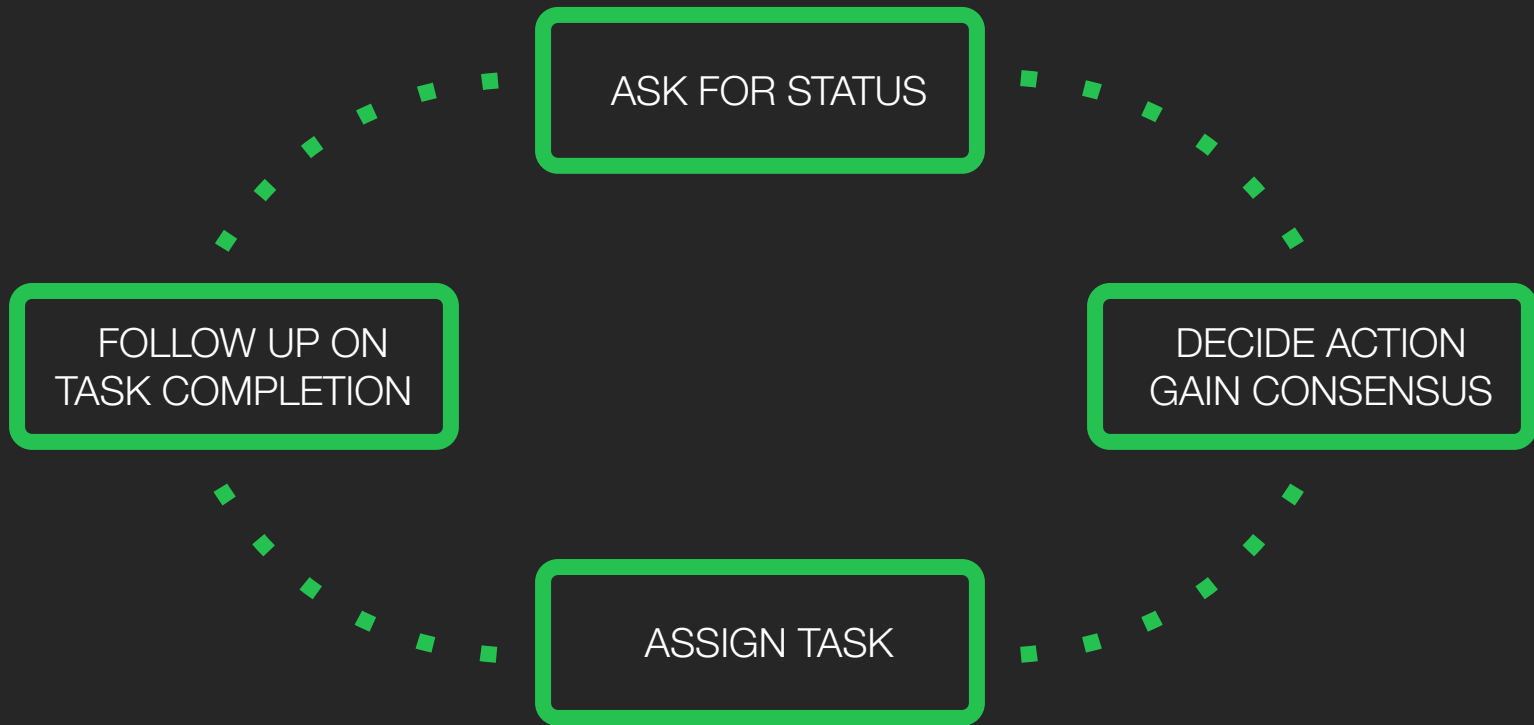 ASK FOR STATUS
FOLLOW UP ON
TASK COMPLETION
DECIDE ACTION
GAIN CONSENSUS
ASSIGN TASK